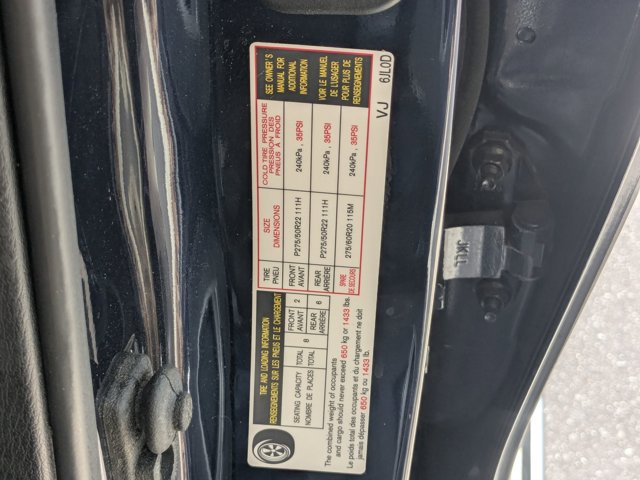 TIRE AND LOADING INFORMATION
RENSEIGNEMENTS SUR LES PNEUS ET LE CHARGEMENT
SEATING CAPACITY
NOMBRE DE PLACES
TOTAL
TOTAL
8
FRONT
AVANT
2
REAR
ARRIÈRE
6
The combined weight of occupants
and cargo should never exceed 650 kg or 1433 lbs.
Le poids total des occupants et du chargement ne doit
jamais dépasser 650 kg ou 1433 lb.
TIRE
PNEU
SIZE
DIMENSIONS
COLD TIRE PRESSURE
PRESSION DES
PNEUS À FROID
FRONT
AVANT
P275/50R22 111H
240kPa , 35PSI
REAR
ARRIÈRE
P275/50R22 111H
240kPa , 35PSI
SPARE
DE SECOURS
275/60R20 115M
240kPa , 35PSI
SEE OWNER'S
MANUAL FOR
ADDITIONAL
INFORMATION
VOIR LE MANUEL
DE L'USAGER
POUR PLUS DE
RENSEIGNEMENTS
VJ 6JL0D
JKLL